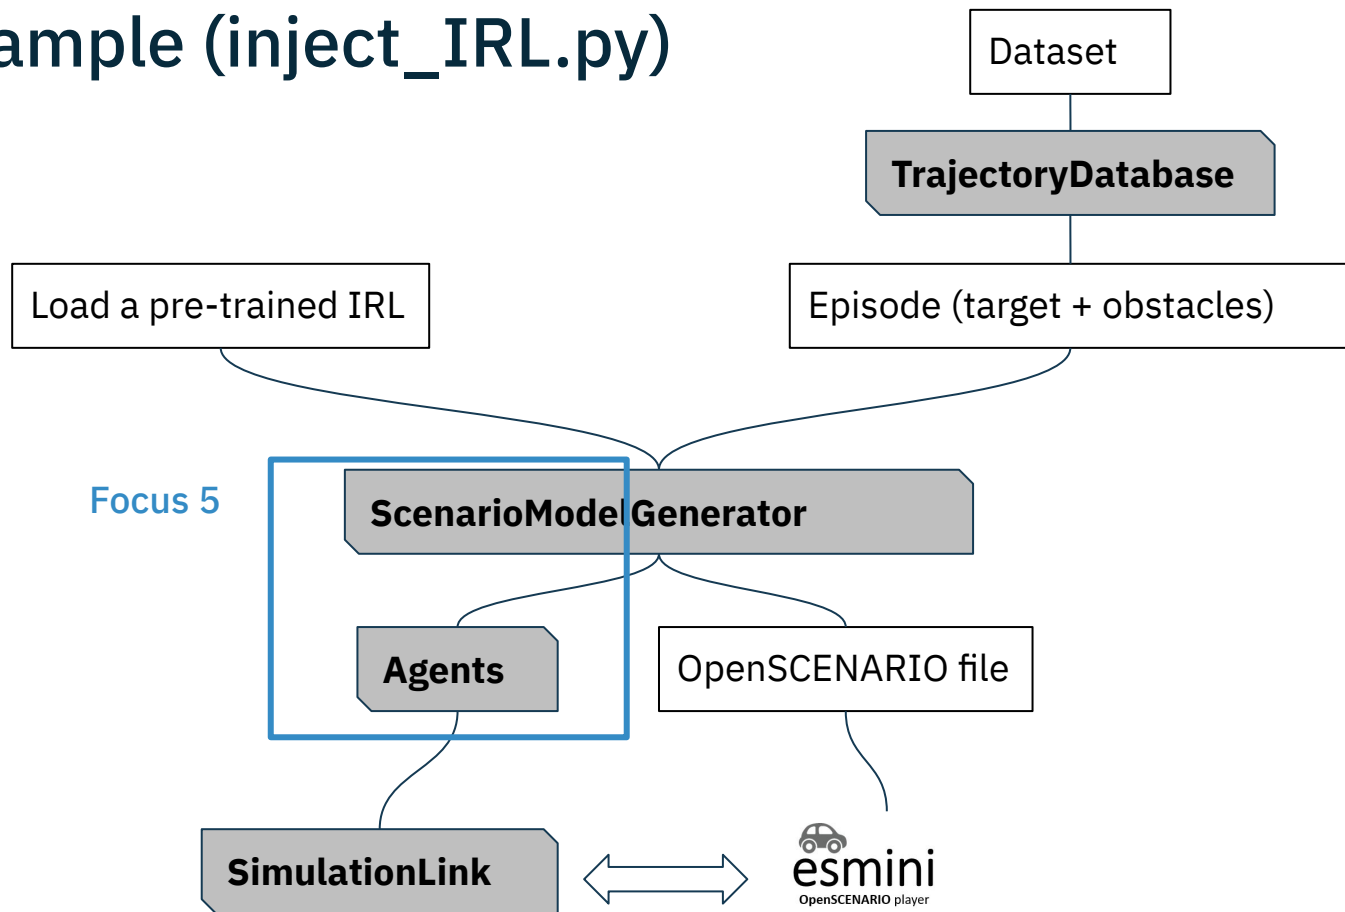 ample (inject_IRL.py)
Dataset
TrajectoryDatabase
Load a pre-trained IRL
Episode (target + obstacles)
Focus 5
ScenarioModelGenerator
Agents
OpenSCENARIO file
SimulationLink
esmini
OpenSCENARIO player